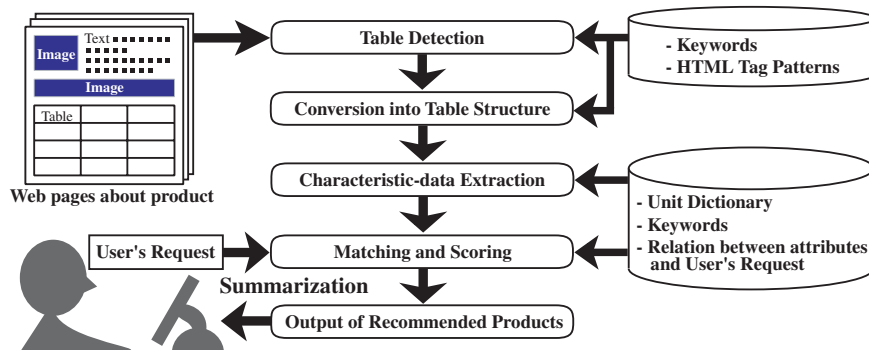 Text
Image
Image
Table
Web pages about product
Table Detection
- Keywords
- HTML Tag Patterns
Conversion into Table Structure
Characteristic-data Extraction
- Unit Dictionary
- Keywords
- Relation between attributes
and User's Request
User's Request
Matching and Scoring
Summarization
Output of Recommended Products